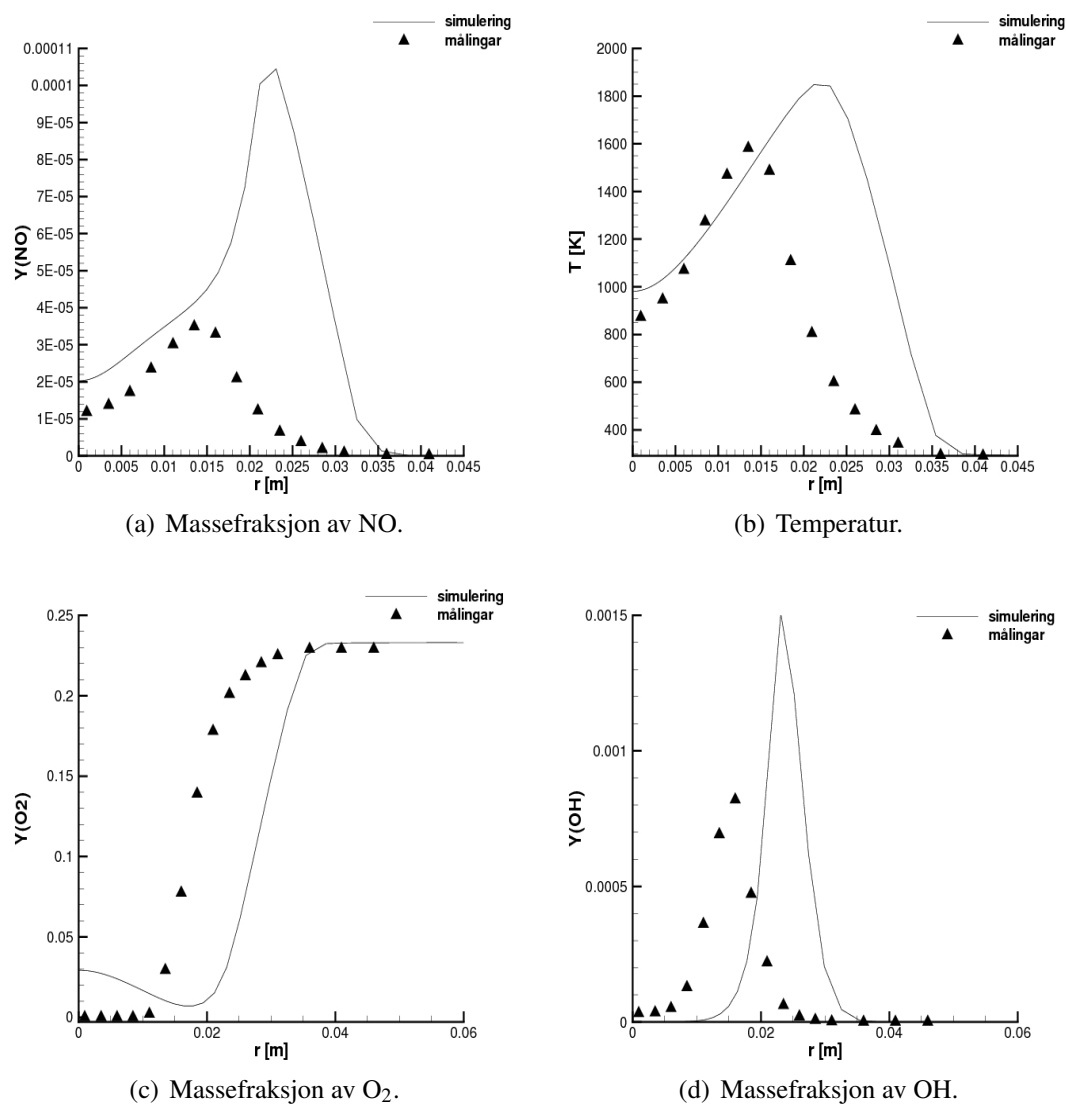 simulering
målingar
0.00011
0.0001
9E-05
8E-05
7E-05
6E-05
5E-05
4E-05
3E-05
2E-05
1E-05
0
Y(NO)
0 0.005 0.01 0.015 0.02 0.025 0.03 0.035 0.04 0.045
r [m]
(a) Massefraksjon av NO.
simulering
målingar
2000
1800
1600
1400
1200
1000
800
600
400
T [K]
0 0.005 0.01 0.015 0.02 0.025 0.03 0.035 0.04 0.045
r [m]
(b) Temperatur.
simulering
målingar
0.25
0.2
0.15
0.1
0.05
0
Y(O2)
0 0.02 0.04 0.06
r [m]
(c) Massefraksjon av O₂.
simulering
målingar
0.0015
0.001
0.0005
0
Y(OH)
0 0.02 0.04 0.06
r [m]
(d) Massefraksjon av OH.